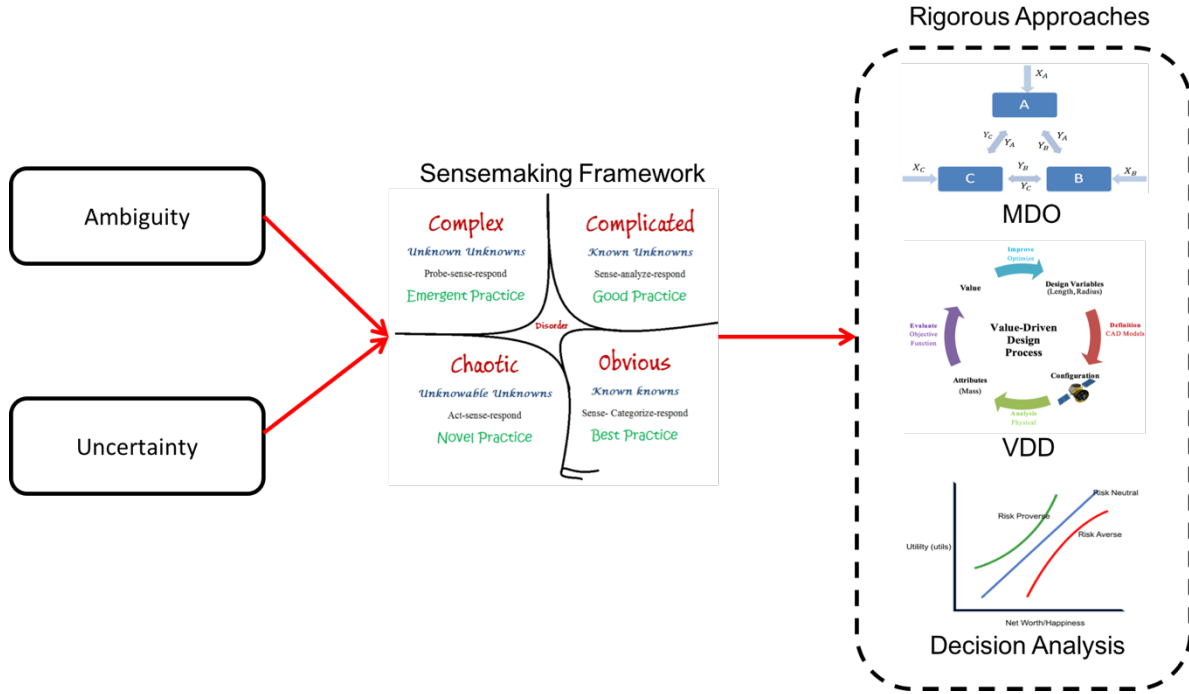 Rigorous Approaches
Ambiguity
Uncertainty
Sensemaking Framework
Complex
Unknown Unknowns
Probe-sense-respond
Emergent Practice
Complicated
Known Unknowns
Sense-analyze-respond
Good Practice
Disorder
Chaotic
Unknowable Unknowns
Act-sense-respond
Novel Practice
Obvious
Known knowns
Sense- Categorize-respond
Best Practice
X_A
A
Y_C
Y_A
Y_A
Y_B
X_C
C
Y_B
Y_C
B
X_B
MDO
Improve
Optimize
Value
Design Variables
(Length, Radius)
Evaluate
Objective
Function
Value-Driven
Design
Process
Definition
CAD Models
Attributes
(Mass)
Configuration
Analysis
Physical
VDD
Risk Neutral
Risk Proverse
Risk Averse
Utility (utils)
Net Worth/Happiness
Decision Analysis